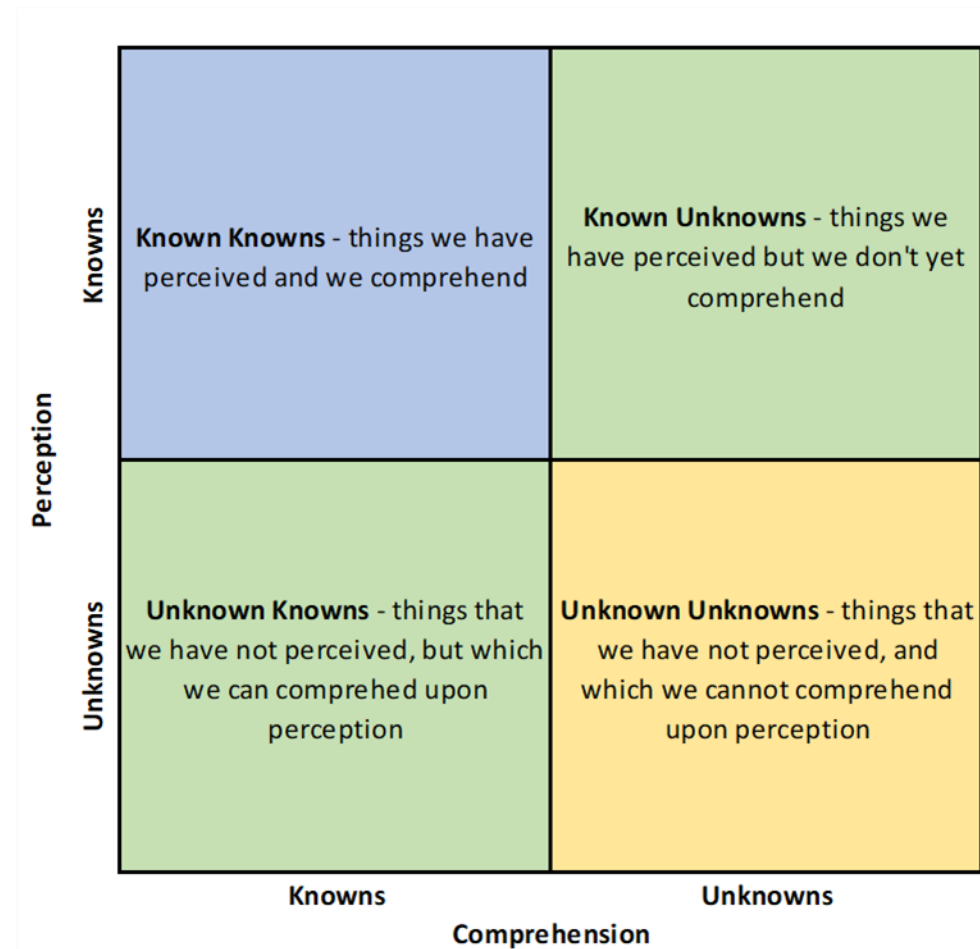 Knowns
Known Knowns - things we have
perceived and we comprehend
Known Unknowns - things we
have perceived but we don't yet
comprehend
Perception
Unknowns
Unknown Knowns - things that
we have not perceived, but which
we can comprehed upon
perception
Unknown Unknowns - things that
we have not perceived, and
which we cannot comprehend
upon perception
Knowns
Unknowns
Comprehension